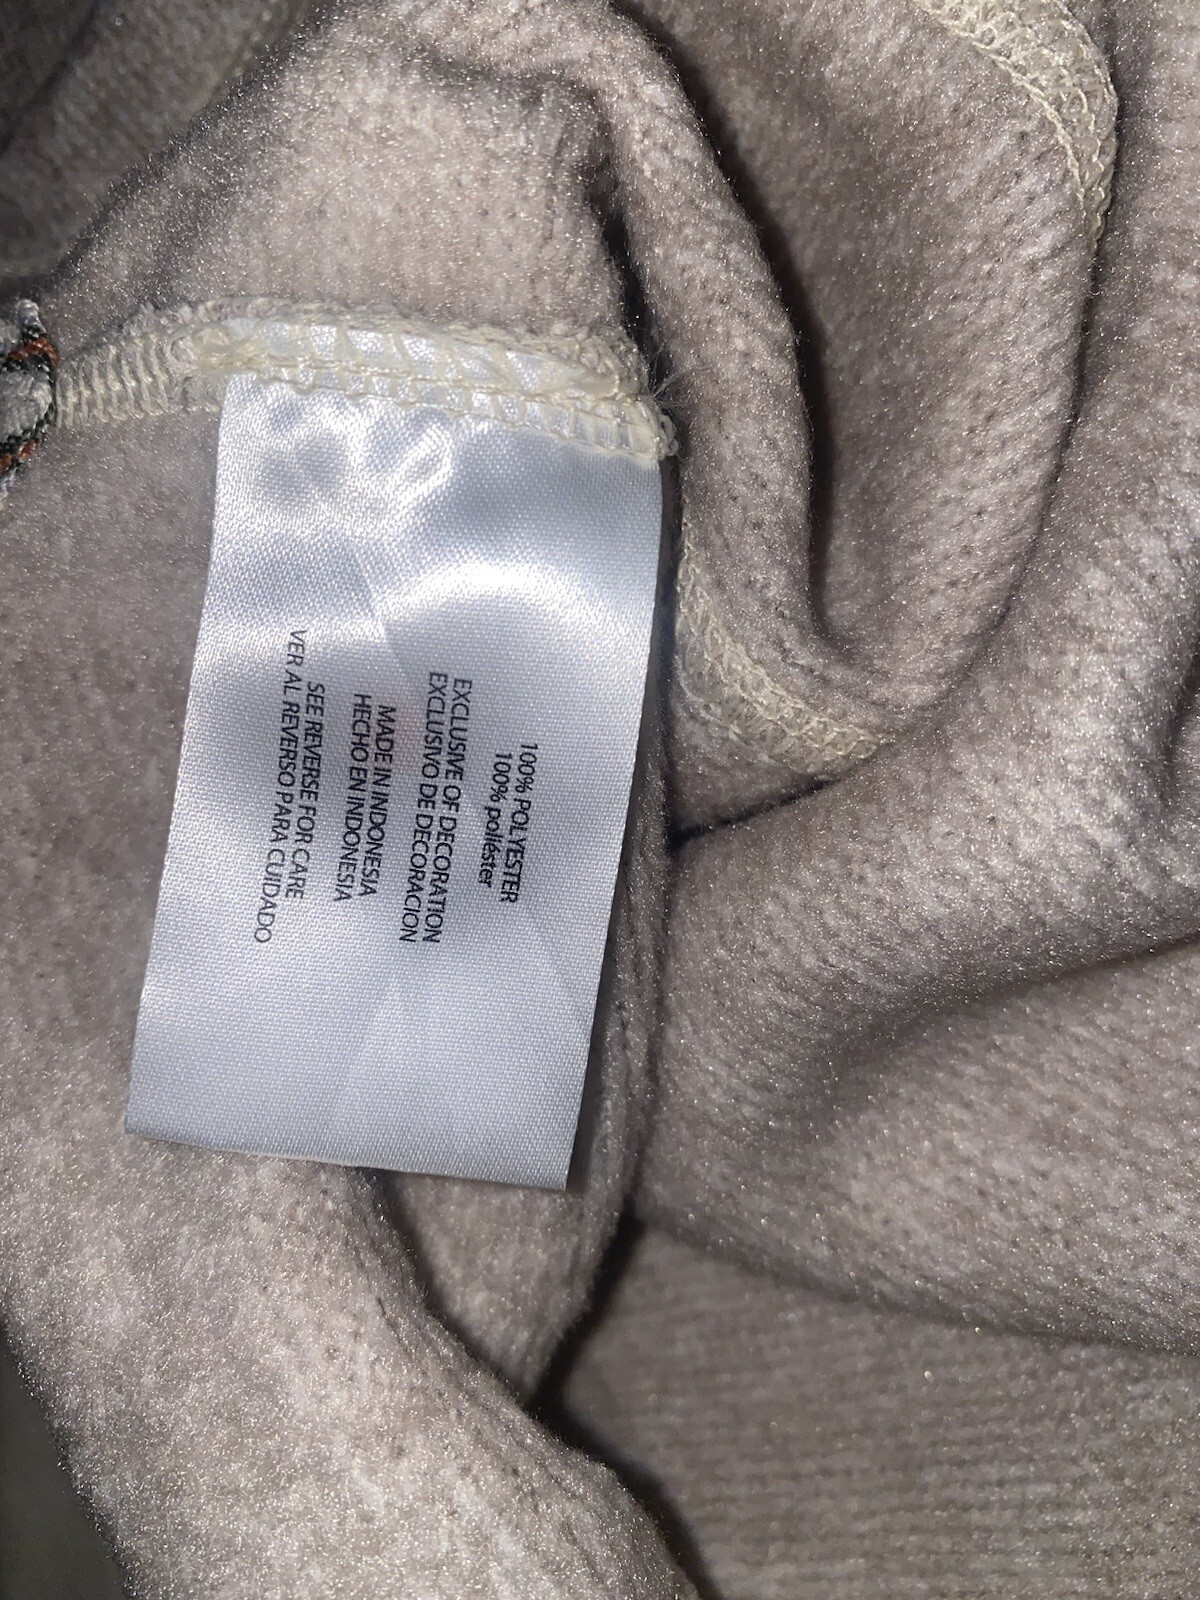 100% POLYESTER
100% poliéster
EXCLUSIVE OF DECORATION
EXCLUSIVO DE DECORACION
MADE IN INDONESIA
HECHO EN INDONESIA
SEE REVERSE FOR CARE
VER AL REVERSO PARA CUIDADO